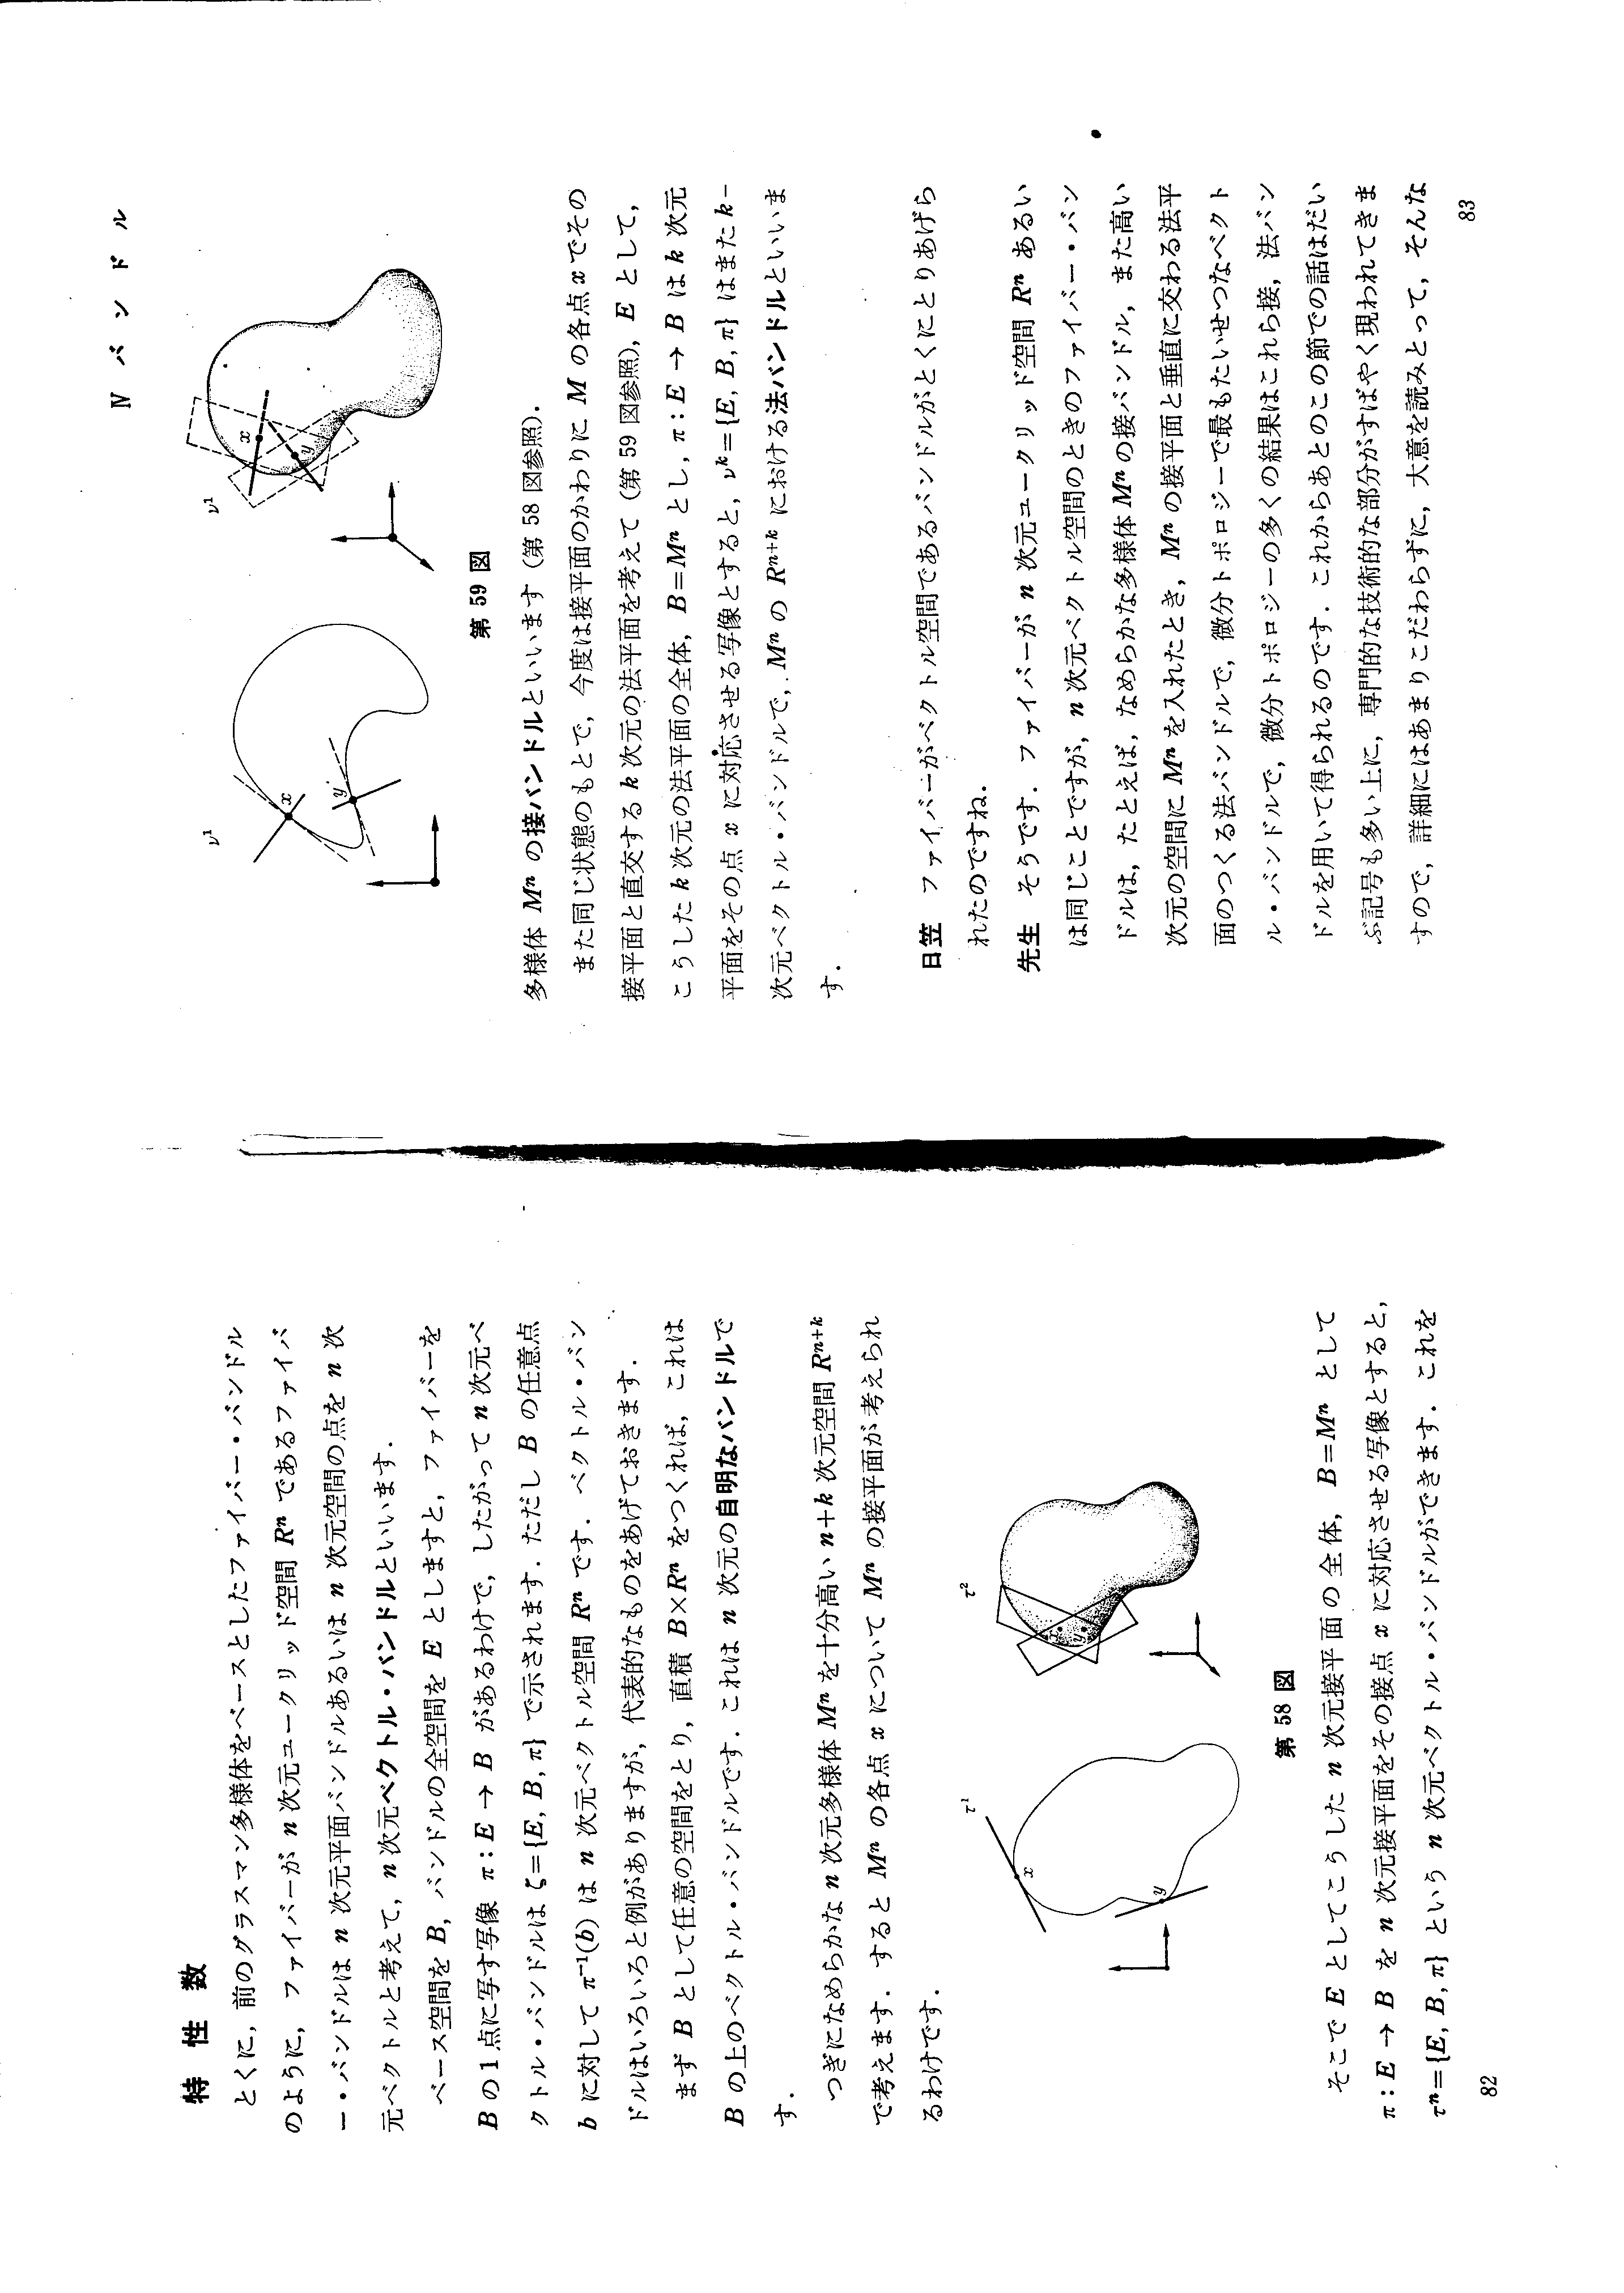 特性数
とくに，前のグラスマン多様体をベースとしたファイバー・バンドル
のように，ファイバーが n 次元ユークリッド空間 Rⁿ であるファイバ
ー・バンドルは n 次元平面バンドルあるいは n 次元空間の点を n 次
元ベクトルと考えて，n 次元ベクトル・バンドルといいます．
ベース空間を B，バンドルの全空間を E としますと，ファイバーを
B の1点に写す写像 π: E → B があるわけで，したがって n 次元ベ
クトル・バンドルは ζ={E, B, π} で示されます．ただし B の任意点
b に対して π⁻¹(b) は n 次元ベクトル空間 Rⁿ です．ベクトル・バン
ドルはいろいろと例がありますが，代表的なものをあげておきます．
まず B として任意の空間をとり，直積 B×Rⁿ をつくれば，これは
B の上のベクトル・バンドルです．これは n 次元の自明なバンドルで
す．
つぎになめらかな n 次元多様体 Mⁿ を十分高い n+k 次元空間 Rⁿ⁺ᵏ
で考えます．すると Mⁿ の各点 x について Mⁿ の接平面が考えられ
るわけです．
τ¹
x
y
τ²
x
y
第 58 図
そこで E としてこうした n 次元接平面の全体，B=Mⁿ として
π: E → B を n 次元接平面をその接点 x に対応させる写像とすると，
τⁿ={E, B, π} という n 次元ベクトル・バンドルができます．これを
82
Ⅳ バンドル
ν¹
x
y
ν¹
x
y
第 59 図
多様体 Mⁿ の接バンドルといいます（第 58 図参照）．
また同じ状態のもとで，今度は接平面のかわりに M の各点 x でその
接平面と直交する k 次元の法平面を考えて（第 59 図参照），E として，
こうした k 次元の法平面の全体，B=Mⁿ とし，π: E → B は k 次元
平面をその点 x に対応させる写像とすると，νᵏ={E, B, π} はまた k-
次元ベクトル・バンドルで，Mⁿ の Rⁿ⁺ᵏ における法バンドルといいま
す．
日笠 ファイバーがベクトル空間であるバンドルがとくにとりあげら
れたのですね．
先生 そうです．ファイバーが n 次元ユークリッド空間 Rⁿ あるい
は同じことですが，n 次元ベクトル空間のときのファイバー・バン
ドルは，たとえば，なめらかな多様体 Mⁿ の接バンドル，また高い
次元の空間に Mⁿ を入れたとき，Mⁿ の接平面と垂直に交わる法平
面のつくる法バンドルで，微分トポロジーで最もたいせつなベクト
ル・バンドルで，微分トポロジーの多くの結果はこれら接，法バン
ドルを用いて得られるのです．これからあとのこの節での話はだい
ぶ記号も多い上に，専門的な技術的な部分がすばやく現われてきま
すので，詳細にはあまりこだわらずに，大意を読みとって，そんな
83